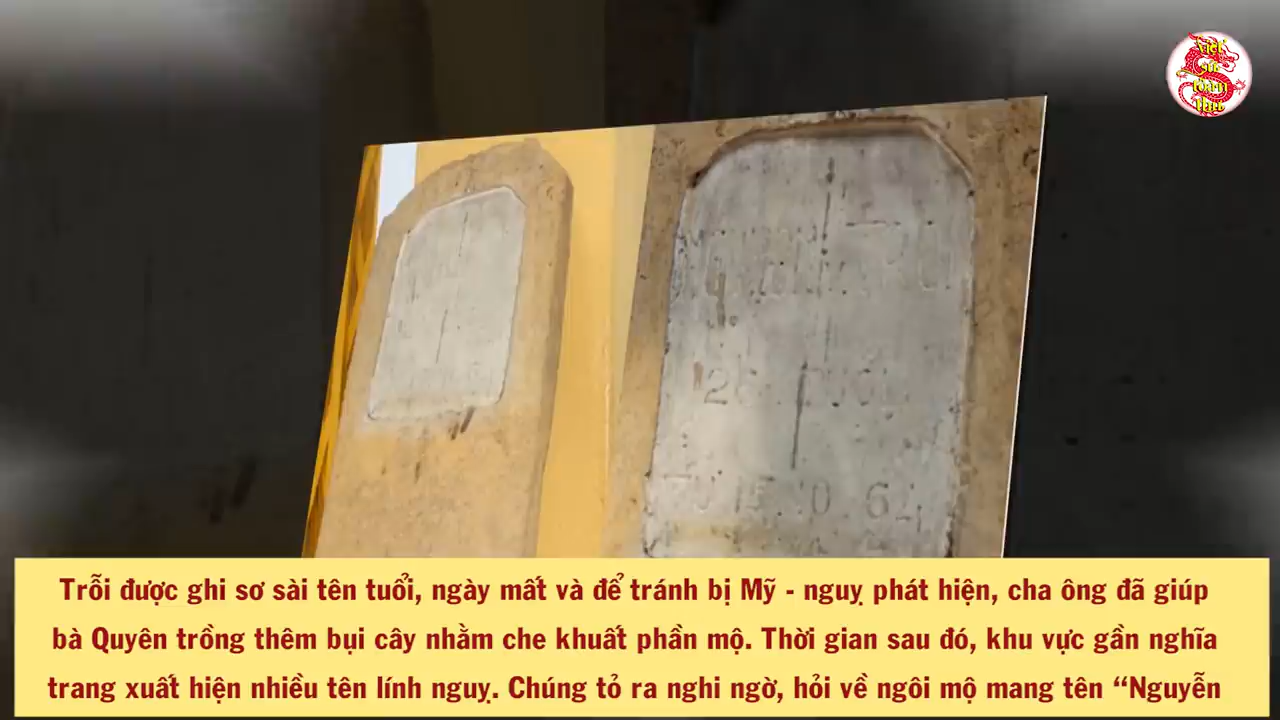 Việt
Trỗi được ghi sơ sài tên tuổi, ngày mất và để tránh bị Mỹ - nguỵ phát hiện, cha ông đã giúp
bà Quyên trồng thêm bụi cây nhằm che khuất phần mộ. Thời gian sau đó, khu vực gần nghĩa
trang xuất hiện nhiều tên lính nguỵ. Chúng tỏ ra nghi ngờ, hỏi về ngôi mộ mang tên “Nguyễn